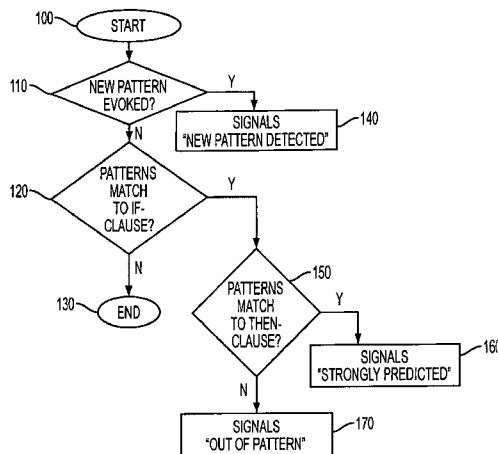 100
START
110
NEW PATTERN
EVOKED?
Y
N
SIGNALS
"NEW PATTERN DETECTED"
140
120
PATTERNS
MATCH
TO IF-
CLAUSE?
Y
N
130
END
150
PATTERNS
MATCH
TO THEN-
CLAUSE?
Y
N
SIGNALS
"STRONGLY PREDICTED"
160
SIGNALS
"OUT OF PATTERN"
170